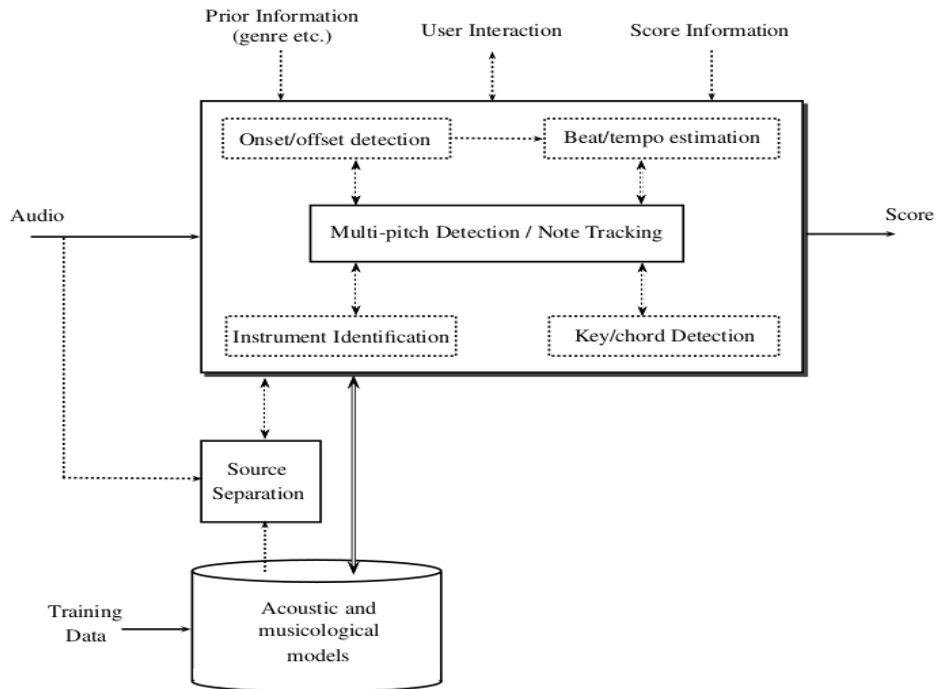 Prior Information
(genre etc.)
User Interaction
Score Information
Onset/offset detection
Beat/tempo estimation
Audio
Score
Multi-pitch Detection / Note Tracking
Instrument Identification
Key/chord Detection
Source
Separation
Training
Data
Acoustic and
musicological
models